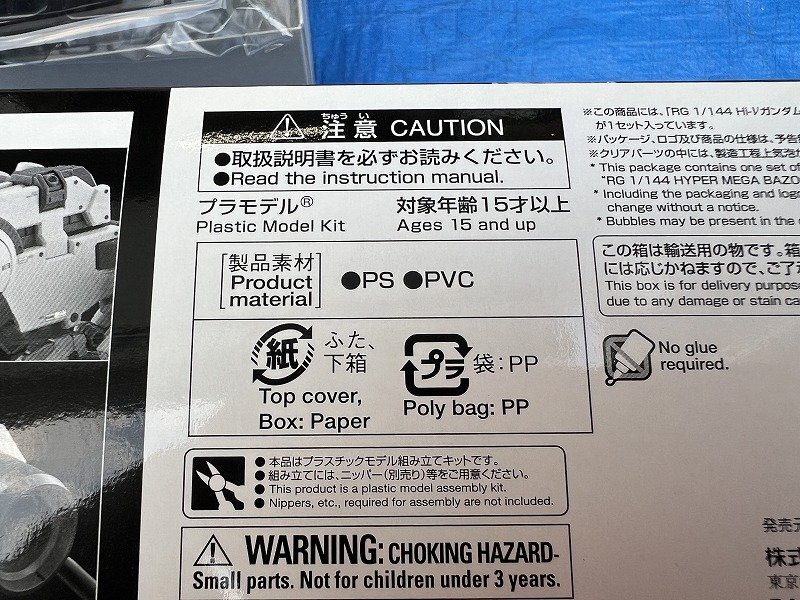 ちゅう い
注意 CAUTION
●取扱説明書を必ずお読みください。
●Read the instruction manual.
プラモデル® 対象年齢15才以上
Plastic Model Kit Ages 15 and up
[製品素材] ●PS ●PVC
Product
material
紙 ふた、
下箱
Top cover,
Box: Paper
プラ 袋:PP
Poly bag: PP
●本品はプラスチックモデル組み立てキットです。
●組み立てには、ニッパー(別売り)等をご用意ください。
●This product is a plastic model assembly kit.
●Nippers, etc., required for assembly are not included.
WARNING: CHOKING HAZARD-
Small parts. Not for children under 3 years.
※この商品には、「RG 1/144 Hi-νガンダム
が1セット入っています。
※パッケージ、ロゴ及び商品の仕様は、予告
※クリアパーツの中には、製造工程上気泡
* This package contains one set of
"RG 1/144 HYPER MEGA BAZO
* Including the packaging and log
change without a notice.
* Bubbles may be present in the
この箱は輸送用の物です。箱
には応じかねますので、ご了
This box is for delivery purpos
due to any damage or stain ca
No glue
required.
発売元
株式
東京